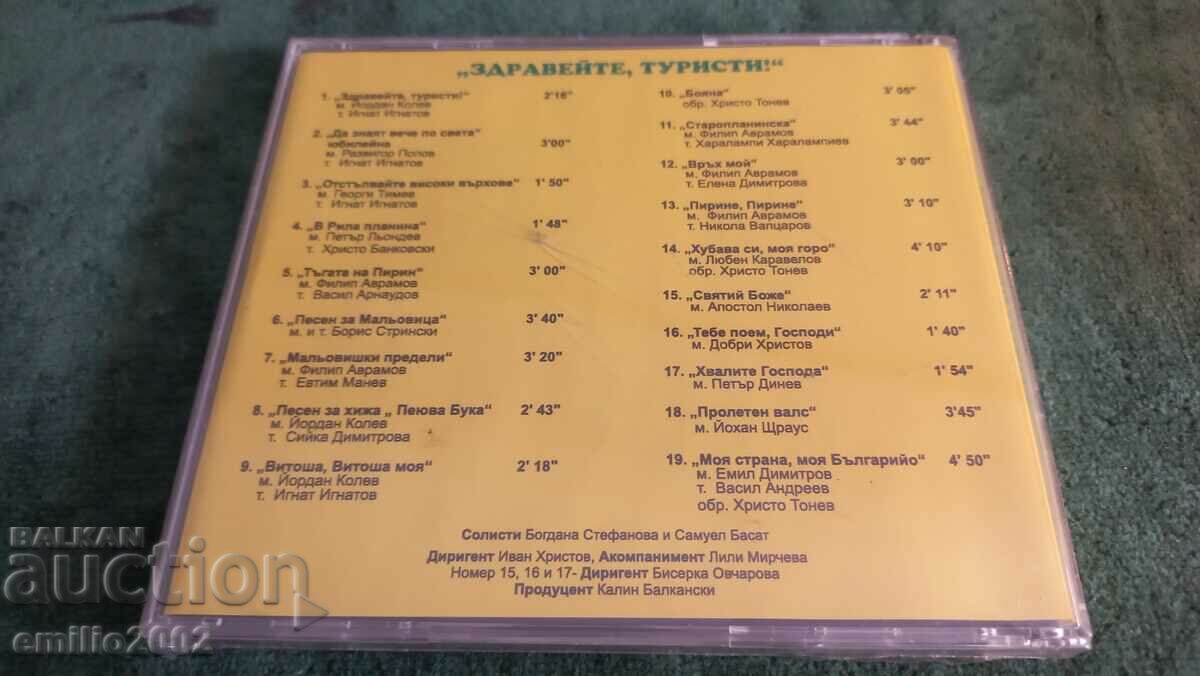 „ЗДРАВЕЙТЕ, ТУРИСТИ!“
1. „Здравейте, туристи!“ 2'16"
м. Йордан Колев
т. Игнат Игнатов
2. „Да знаят вече по света“
юбилейна 3'00"
м. Развигор Попов
т. Игнат Игнатов
3. „Отстъпвайте високи върхове“ 1' 50"
м. Георги Тимев
т. Игнат Игнатов
4. „В Рила планина“ 1' 48"
м. Петър Льондев
т. Христо Банковски
5. „Тъгата на Пирин“ 3' 00"
м. Филип Аврамов
т. Васил Арнаудов
6. „Песен за Мальовица“ 3' 40"
м. и т. Борис Стрински
7. „Мальовишки предели“ 3' 20"
м. Филип Аврамов
т. Евтим Манев
8. „Песен за хижа „ Пеюва Бука“ 2' 43"
м. Йордан Колев
т. Сийка Димитрова
9. „Витоша, Витоша моя“ 2' 18"
м. Йордан Колев
т. Игнат Игнатов
10. „Бояна“ 3' 05"
обр. Христо Тонев
11. „Старопланинска“ 3' 44"
м. Филип Аврамов
т. Харалампи Харалампиев
12. „Връх мой“ 3' 00"
м. Филип Аврамов
т. Елена Димитрова
13. „Пирине, Пирине“ 3' 10"
м. Филип Аврамов
т. Никола Вапцаров
14. „Хубава си, моя горо“ 4' 10"
м. Любен Каравелов
обр. Христо Тонев
15. „Святий Боже“ 2' 11"
м. Апостол Николаев
16. „Тебе поем, Господи“ 1' 40"
м. Добри Христов
17. „Хвалите Господа“ 1' 54"
м. Петър Динев
18. „Пролетен валс“ 3'45"
м. Йохан Щраус
19. „Моя страна, моя Българийо“ 4' 50"
м. Емил Димитров
т. Васил Андреев
обр. Христо Тонев
Солисти Богдана Стефанова и Самуел Басат
Диригент Иван Христов, Акомпанимент Лили Мирчева
Номер 15, 16 и 17- Диригент Бисерка Овчарова
Продуцент Калин Балкански
BALKAN
auction
emilio2002